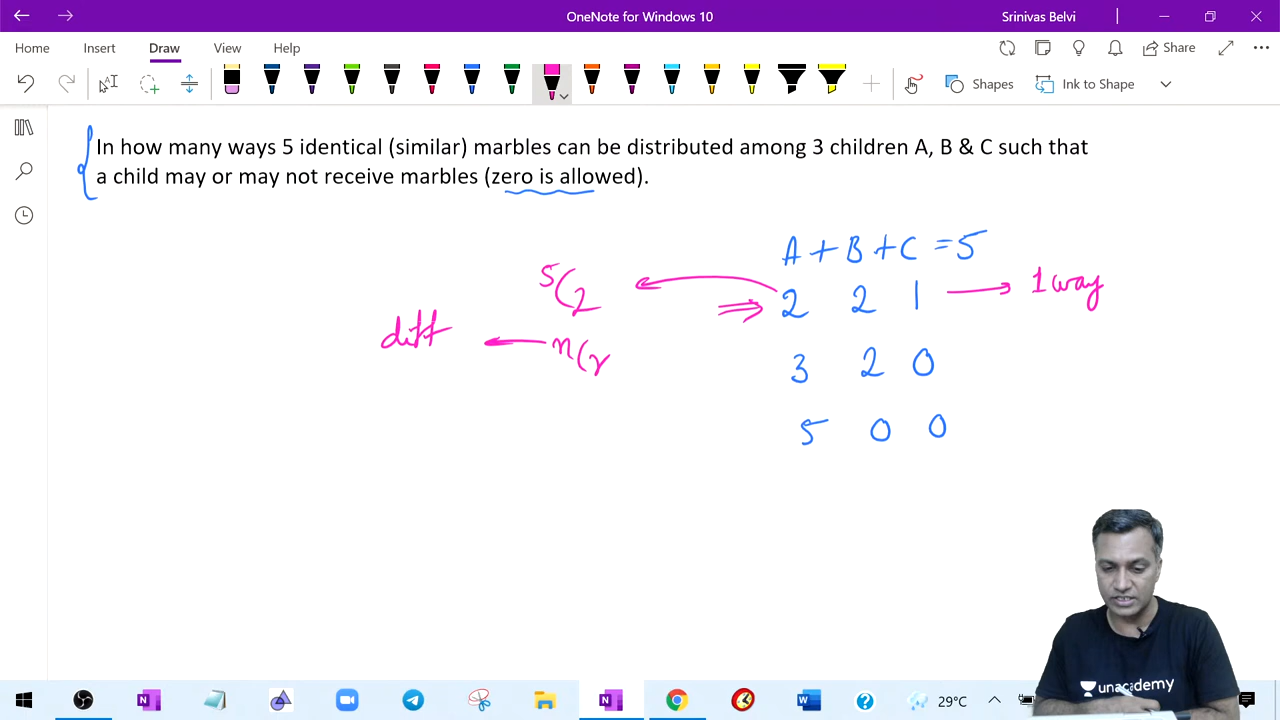 OneNote for Windows 10
Srinivas Belvi
Home Insert Draw View Help
Share
Shapes
Ink to Shape
In how many ways 5 identical (similar) marbles can be distributed among 3 children A, B & C such that
a child may or may not receive marbles (zero is allowed).
A + B + C = 5
5C2 2 2 1 1 way
diff nCr
3 2 0
5 0 0
unacademy
29°C